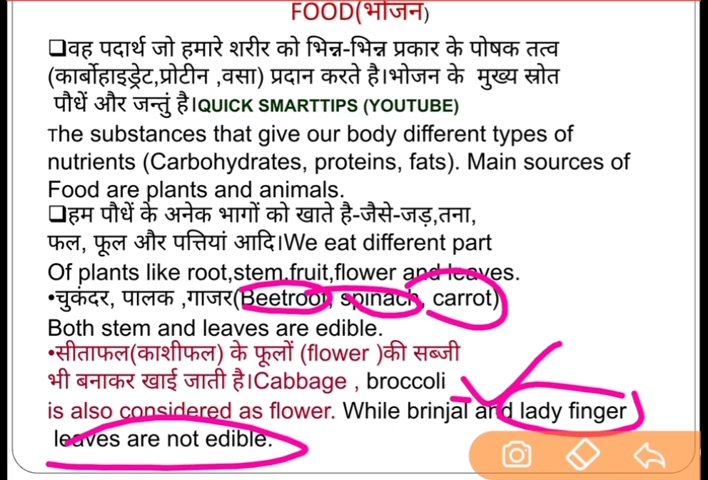 FOOD(भोजन)
❑वह पदार्थ जो हमारे शरीर को भिन्न-भिन्न प्रकार के पोषक तत्व
(कार्बोहाइड्रेट,प्रोटीन ,वसा) प्रदान करते है।भोजन के मुख्य स्रोत
पौधें और जन्तुं है।QUICK SMARTTIPS (YOUTUBE)
The substances that give our body different types of
nutrients (Carbohydrates, proteins, fats). Main sources of
Food are plants and animals.
❑हम पौधें के अनेक भागों को खाते है-जैसे-जड़,तना,
फल, फूल और पत्तियां आदि।We eat different part
Of plants like root,stem,fruit,flower and leaves.
•चुकंदर, पालक ,गाजर(Beetroot, spinach, carrot)
Both stem and leaves are edible.
•सीताफल(काशीफल) के फूलों (flower )की सब्जी
भी बनाकर खाई जाती है।Cabbage , broccoli
is also considered as flower. While brinjal and lady finger
leaves are not edible.